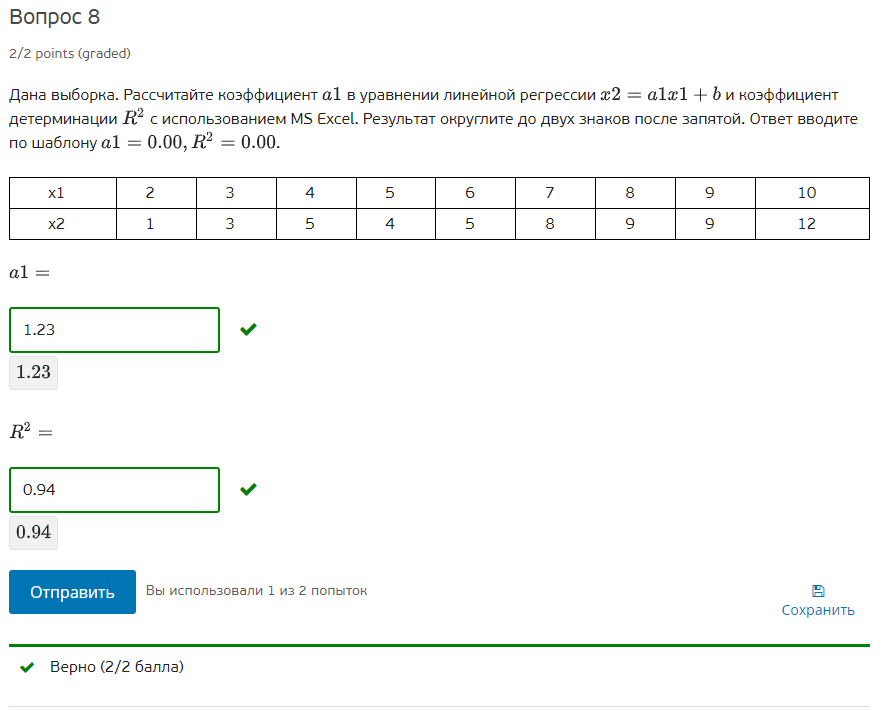 Вопрос 8
2/2 points (graded)
Дана выборка. Рассчитайте коэффициент a1 в уравнении линейной регрессии x2 = a1x1 + b и коэффициент
детерминации R² с использованием MS Excel. Результат округлите до двух знаков после запятой. Ответ вводите
по шаблону a1 = 0.00, R² = 0.00.
x1 2 3 4 5 6 7 8 9 10
x2 1 3 5 4 5 8 9 9 12
a1 =
1.23
1.23
R² =
0.94
0.94
Отправить Вы использовали 1 из 2 попыток
Сохранить
Верно (2/2 балла)